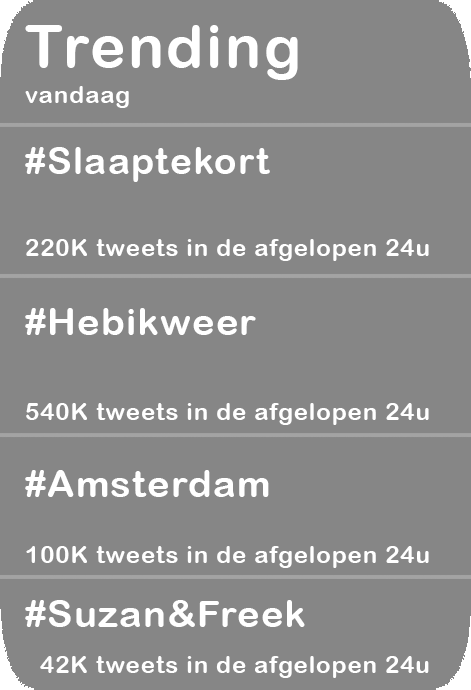 Trending
vandaag
#Slaaptekort
220K tweets in de afgelopen 24u
#Hebikweer
540K tweets in de afgelopen 24u
#Amsterdam
100K tweets in de afgelopen 24u
#Suzan&Freek
42K tweets in de afgelopen 24u